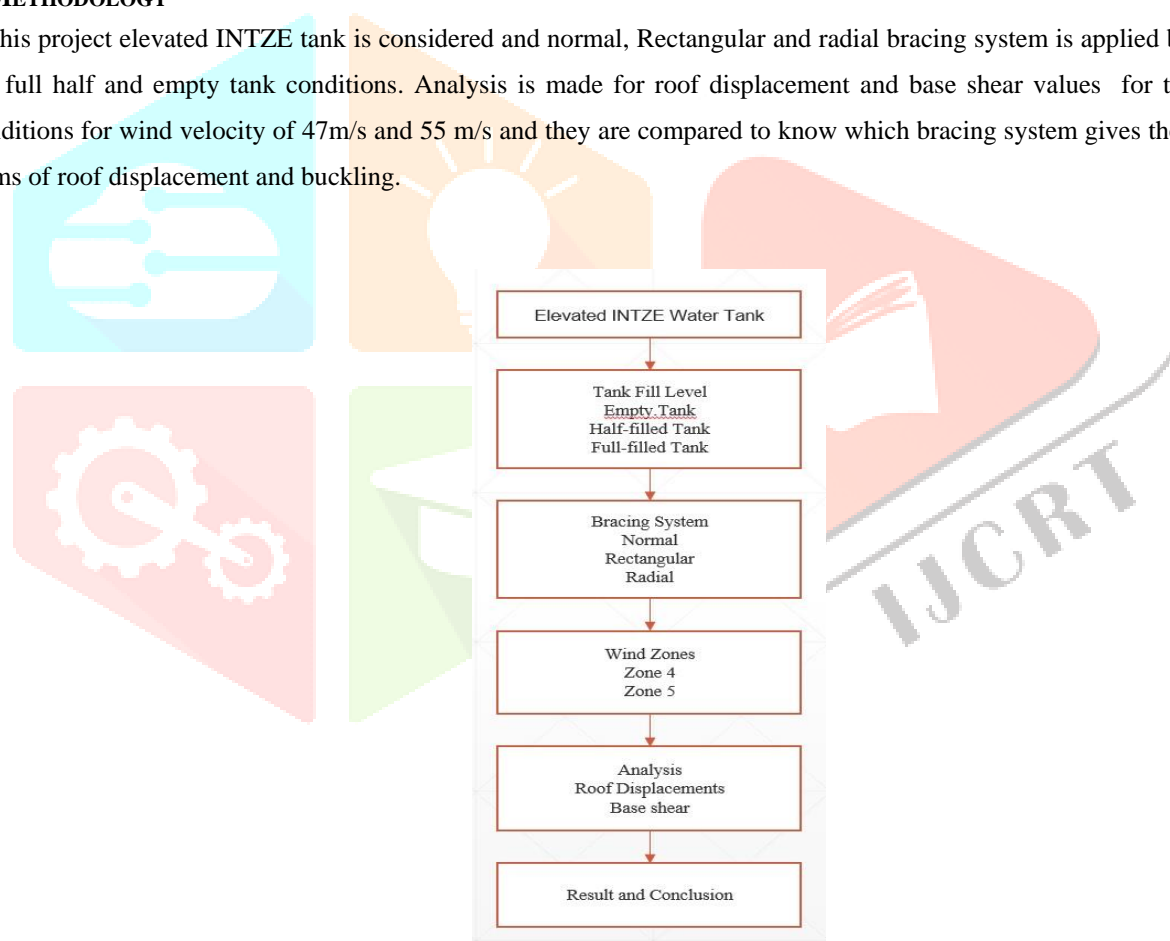 METHODOLOGY
his project elevated INTZE tank is considered and normal, Rectangular and radial bracing system is applied
full half and empty tank conditions. Analysis is made for roof displacement and base shear values for
nditions for wind velocity of 47m/s and 55 m/s and they are compared to know which bracing system gives
ms of roof displacement and buckling.
Elevated INTZE Water Tank
Tank Fill Level
Empty.Tank
Half-filled Tank
Full-filled Tank
Bracing System
Normal
Rectangular
Radial
Wind Zones
Zone 4
Zone 5
Analysis
Roof Displacements
Base shear
Result and Conclusion
IJCRT